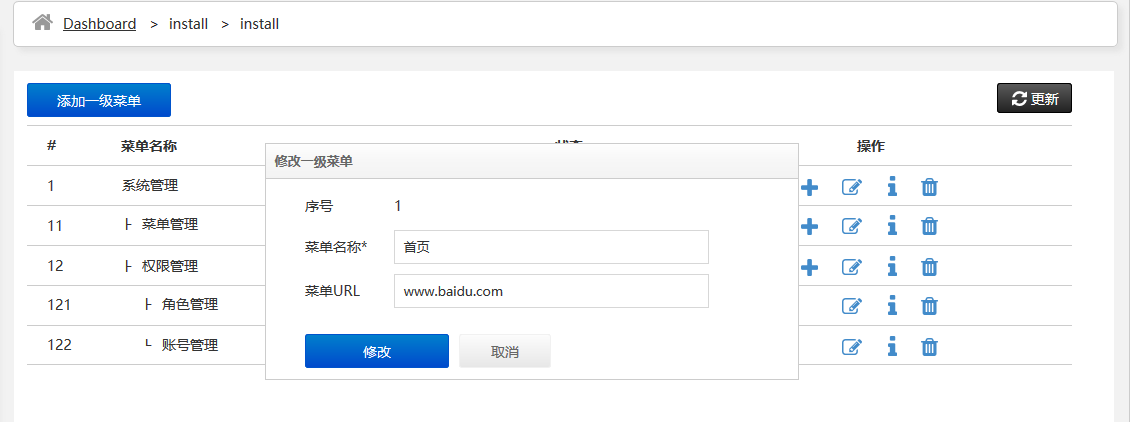 Dashboard > install > install
添加一级菜单
更新
# 菜单名称 操作
修改一级菜单
1 系统管理
序号 1
11 ├ 菜单管理
菜单名称* 首页
12 ├ 权限管理
菜单URL www.baidu.com
121 ├ 角色管理
122 └ 账号管理
修改 取消